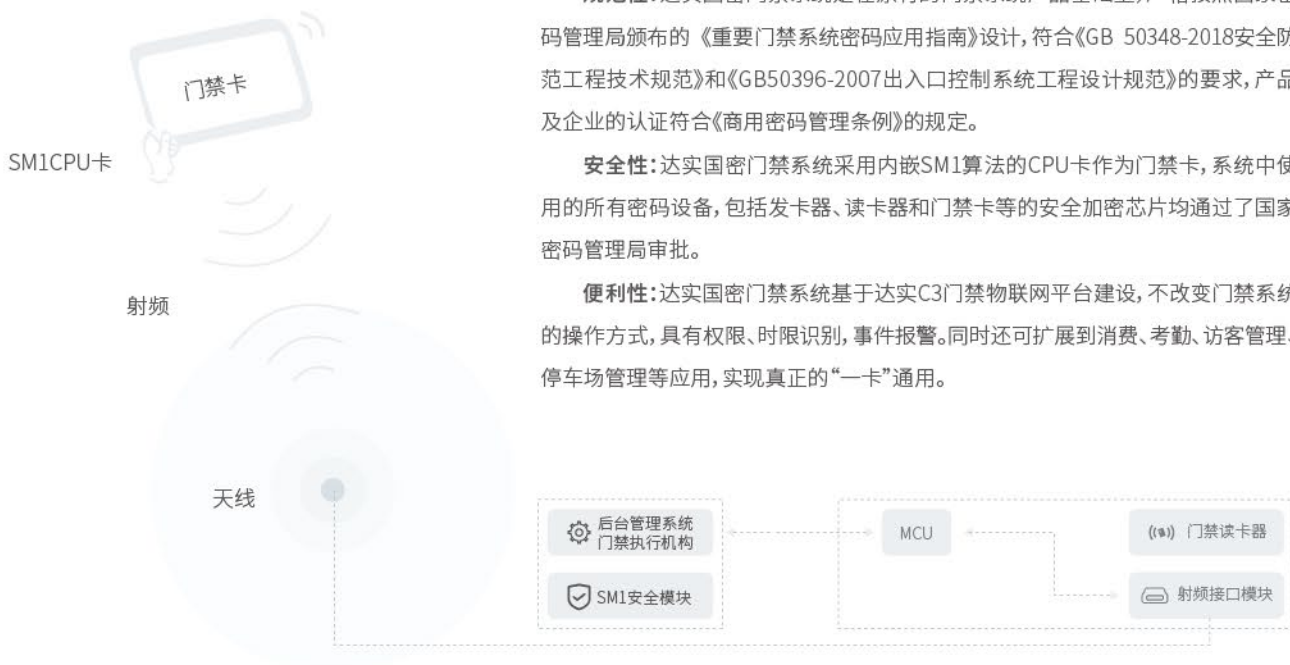 码管理局颁布的《重要门禁系统密码应用指南》设计,符合《GB 50348-2018安全防
范工程技术规范》和《GB50396-2007出入口控制系统工程设计规范》的要求,产品
及企业的认证符合《商用密码管理条例》的规定。
安全性:达实国密门禁系统采用内嵌SM1算法的CPU卡作为门禁卡,系统中使
用的所有密码设备,包括发卡器、读卡器和门禁卡等的安全加密芯片均通过了国家
密码管理局审批。
便利性:达实国密门禁系统基于达实C3门禁物联网平台建设,不改变门禁系统
的操作方式,具有权限、时限识别,事件报警。同时还可扩展到消费、考勤、访客管理、
停车场管理等应用,实现真正的“一卡”通用。
门禁卡
SM1CPU卡
射频
天线
后台管理系统
门禁执行机构
SM1安全模块
MCU
门禁读卡器
射频接口模块